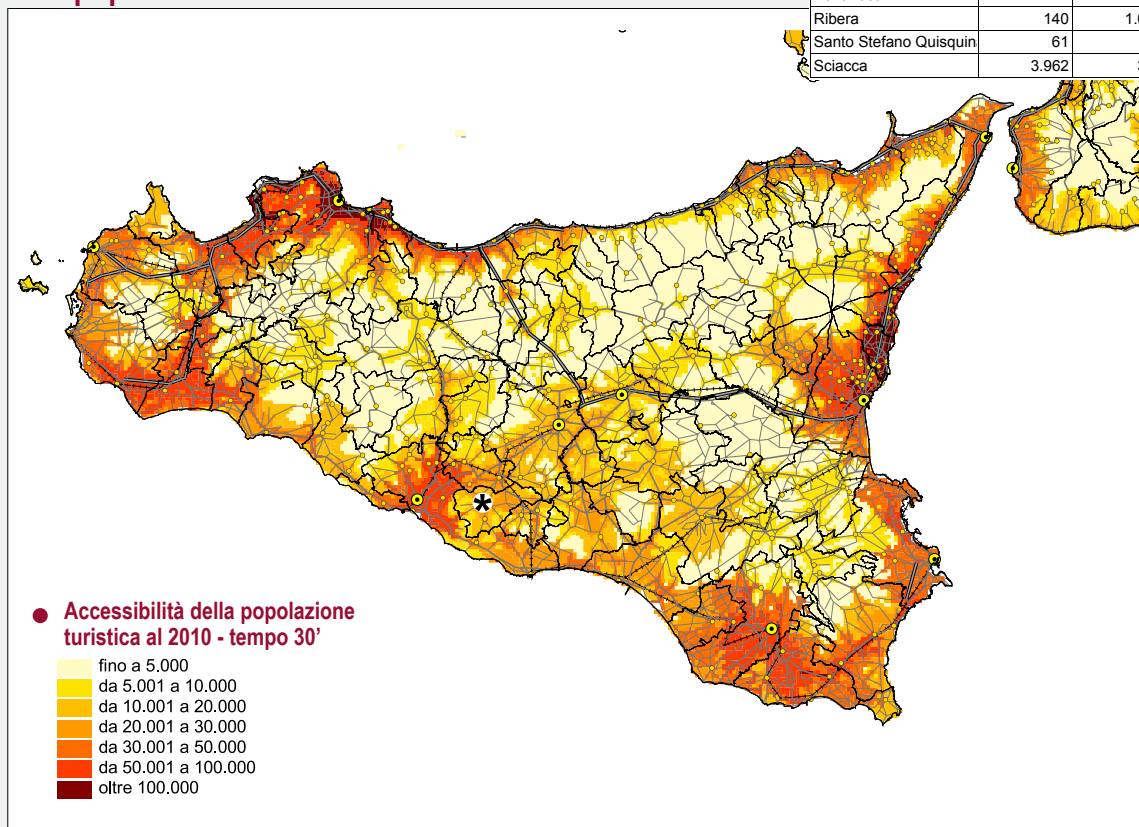 Ribera 140
Santo Stefano Quisquin
Sciacca 3.962
61
Accessibilità della popolazione
turistica al 2010 - tempo 30’
fino a 5.000
da 5.001 a 10.000
da 10.001 a 20.000
da 20.001 a 30.000
da 30.001 a 50.000
da 50.001 a 100.000
oltre 100.000